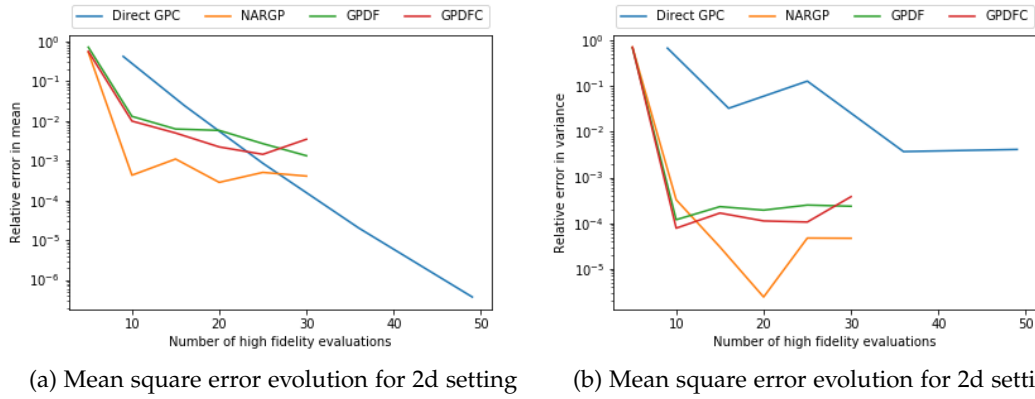 Direct GPC NARGP GPDF GPDFC
10⁰
10⁻¹
10⁻²
10⁻³
10⁻⁴
10⁻⁵
10⁻⁶
Relative error in mean
10 20 30 40 50
Number of high fidelity evaluations
(a) Mean square error evolution for 2d setting
Direct GPC NARGP GPDF GPDFC
10⁰
10⁻¹
10⁻²
10⁻³
10⁻⁴
10⁻⁵
Relative error in variance
10 20 30 40 50
Number of high fidelity evaluations
(b) Mean square error evolution for 2d setti